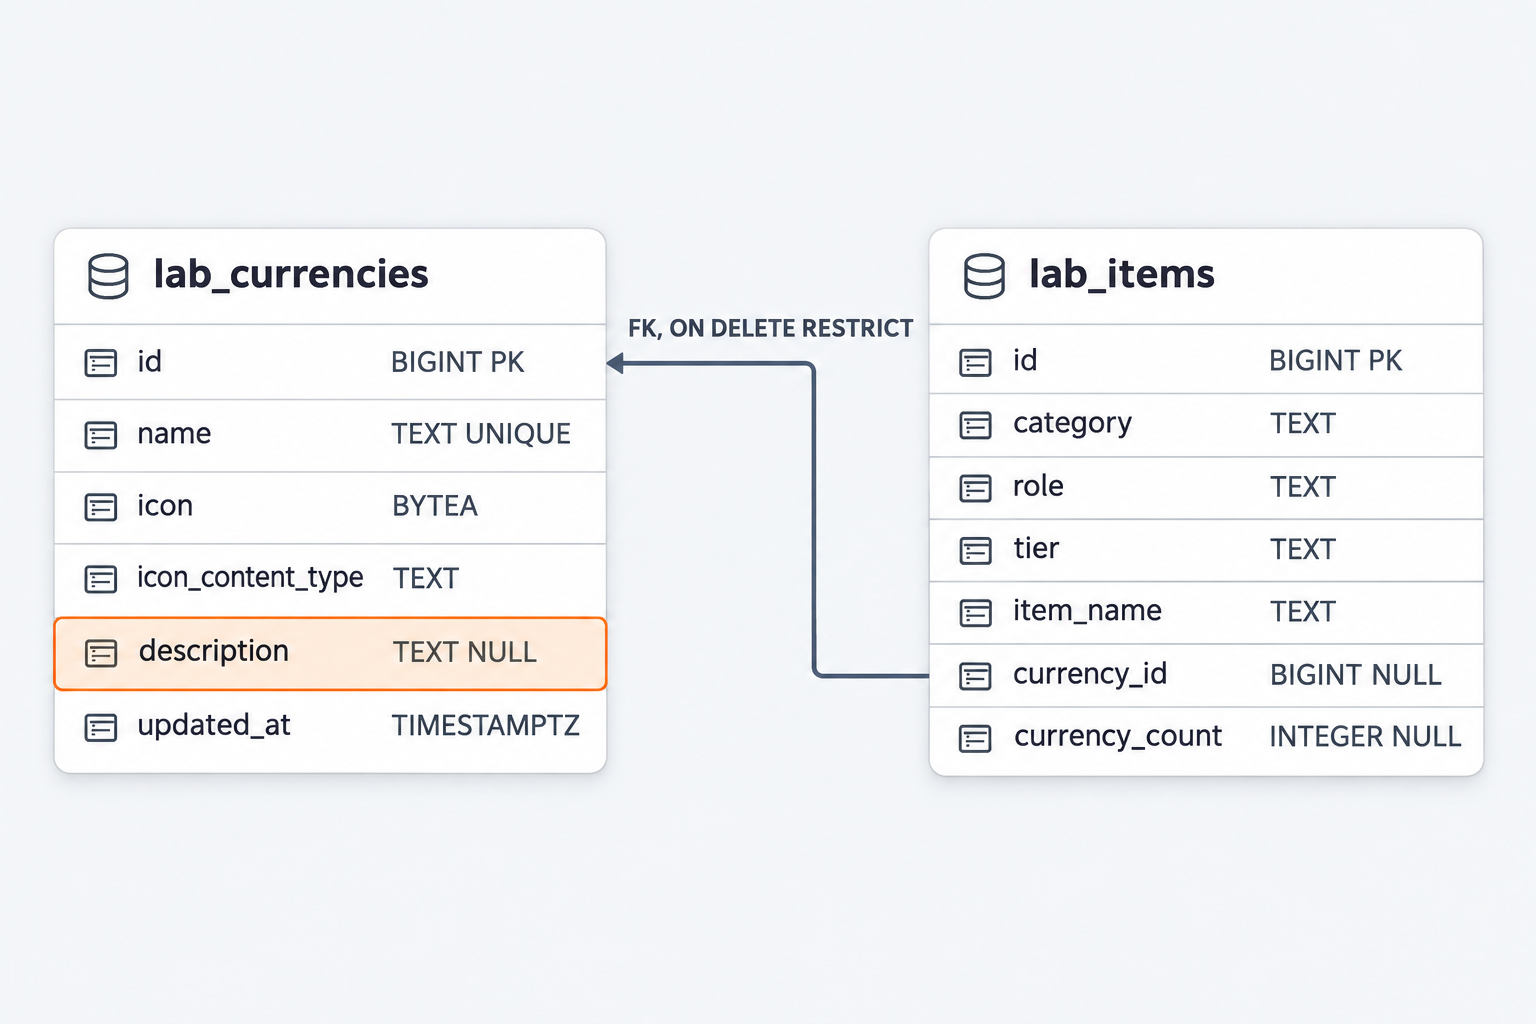 lab_currencies
id BIGINT PK
name TEXT UNIQUE
icon BYTEA
icon_content_type TEXT
description TEXT NULL
updated_at TIMESTAMPTZ
FK, ON DELETE RESTRICT
lab_items
id BIGINT PK
category TEXT
role TEXT
tier TEXT
item_name TEXT
currency_id BIGINT NULL
currency_count INTEGER NULL